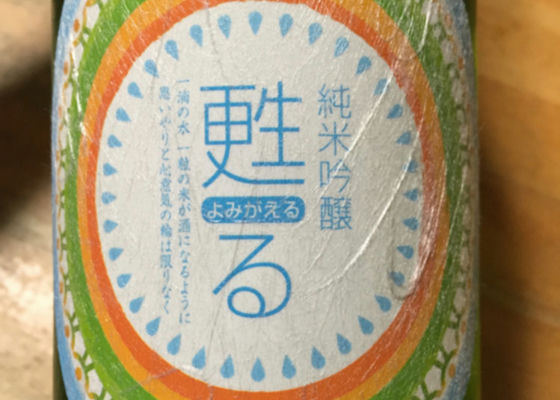 純米吟醸
甦る
よみがえる
一滴の水 一粒の米が酒になるように
思いやりと心意気の輪は限りなく